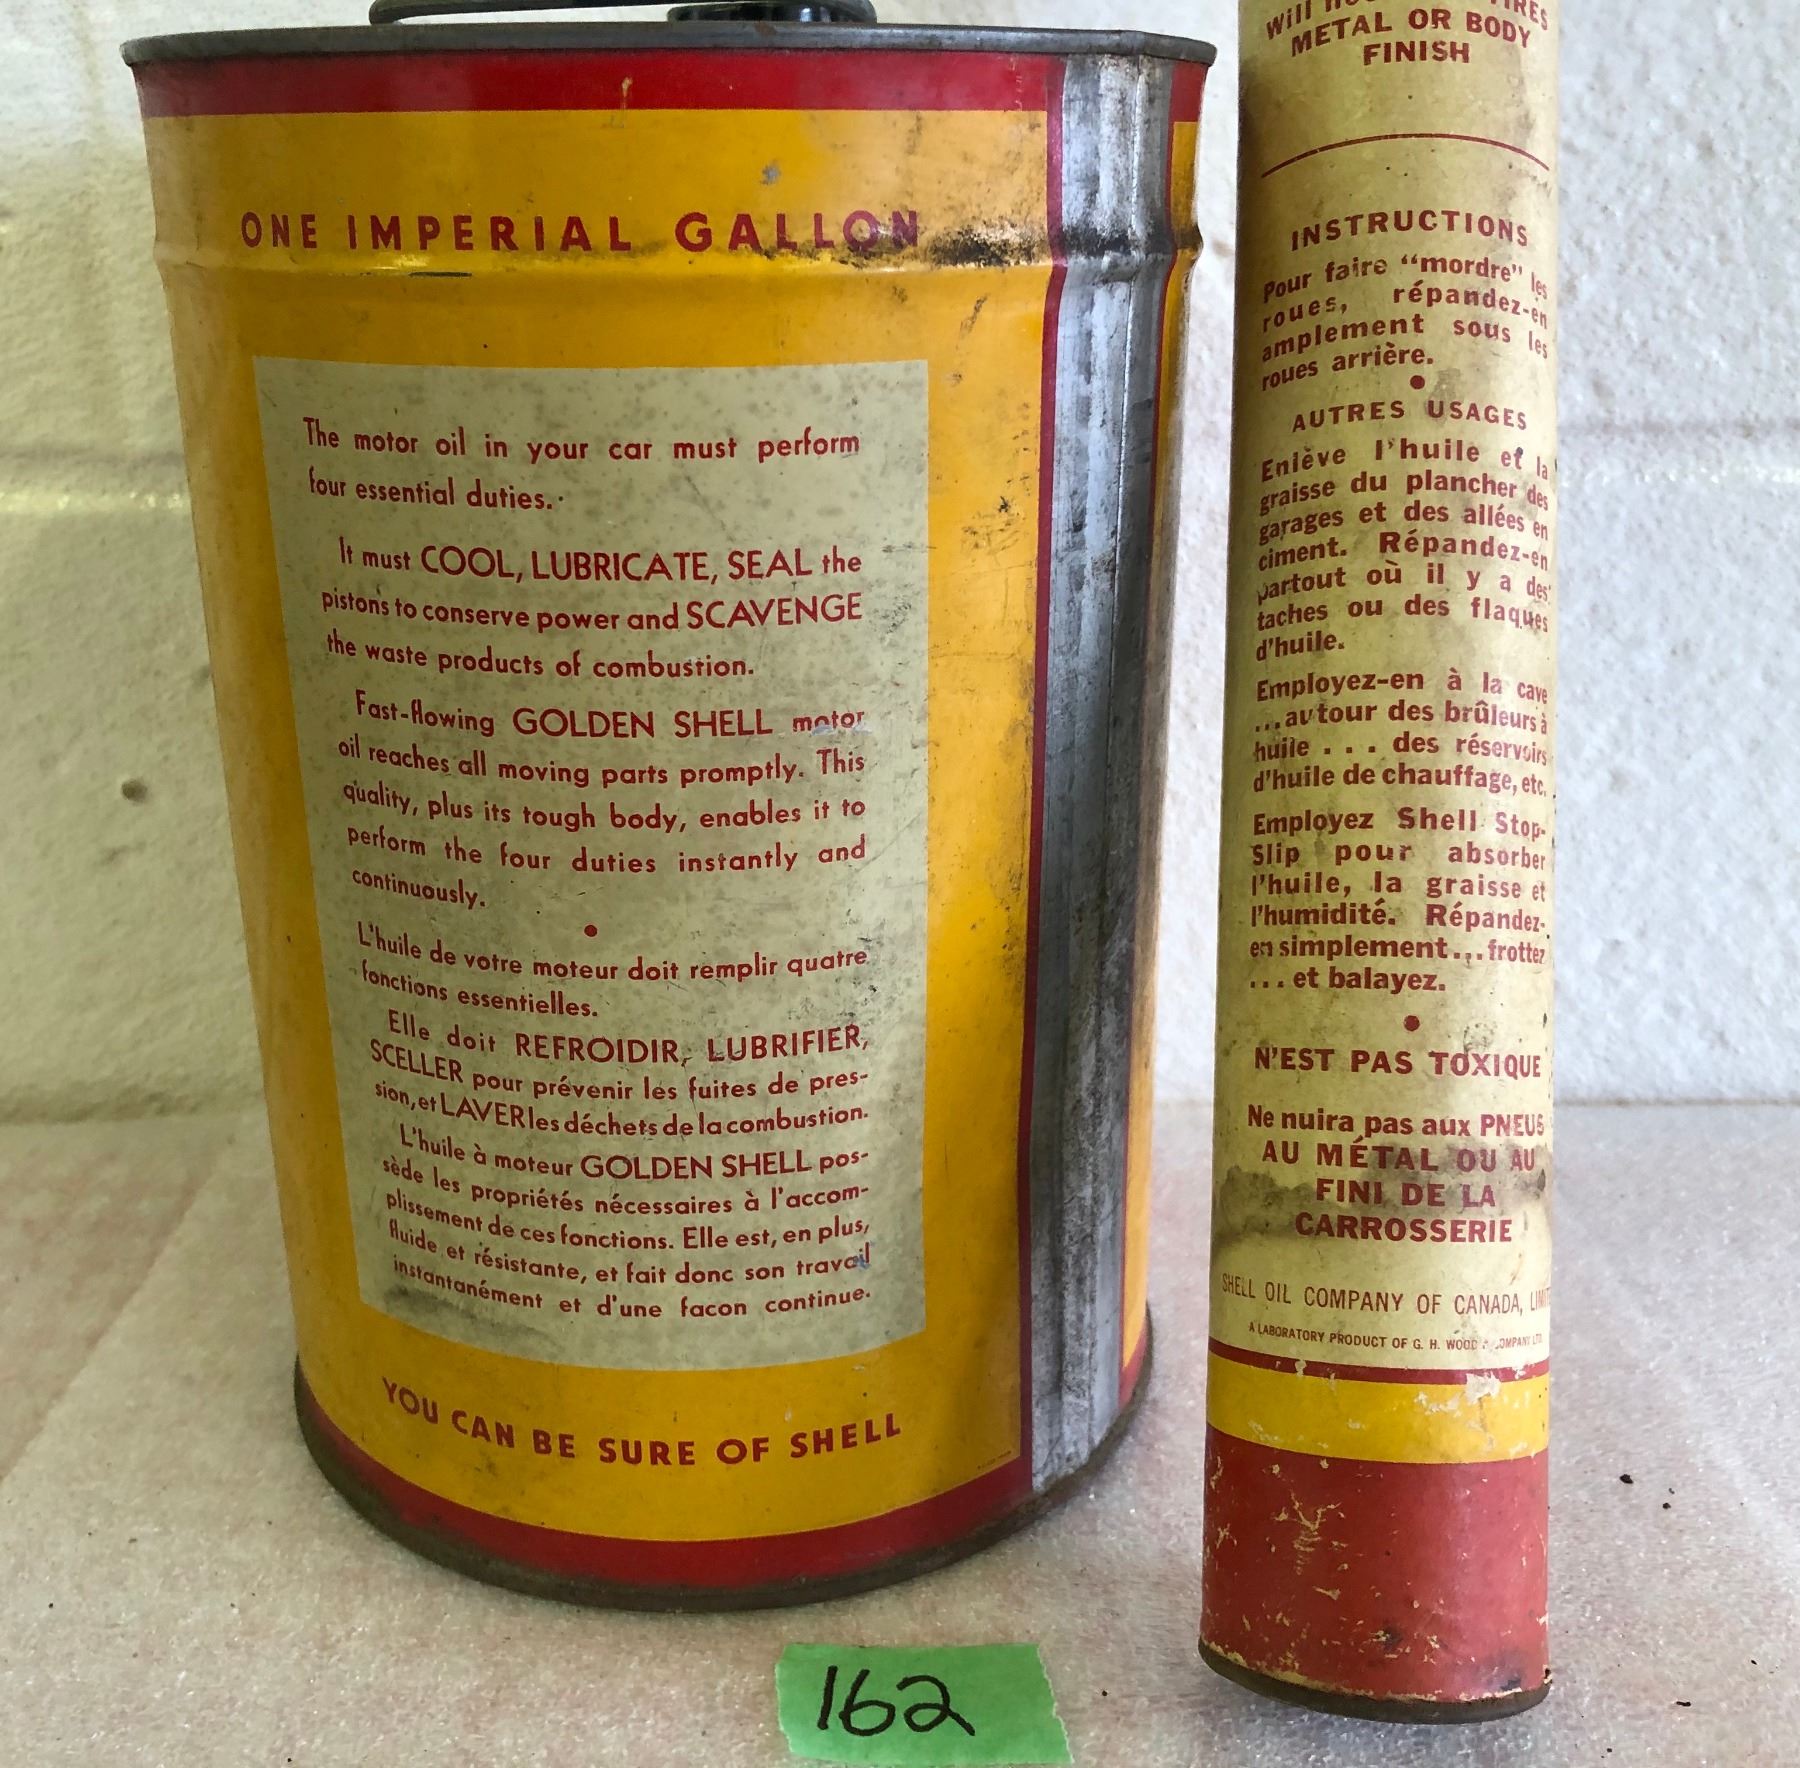 ONE IMPERIAL GALLON
The motor oil in your car must perform
four essential duties.
It must COOL, LUBRICATE, SEAL the
pistons to conserve power and SCAVENGE
the waste products of combustion.
Fast-flowing GOLDEN SHELL motor
oil reaches all moving parts promptly. This
quality, plus its tough body, enables it to
perform the four duties instantly and
continuously.
L'huile de votre moteur doit remplir quatre
fonctions essentielles.
Elle doit REFROIDIR, LUBRIFIER,
SCELLER pour prévenir les fuites de pres-
sion, et LAVER les déchets de la combustion.
L'huile à moteur GOLDEN SHELL pos-
sède les propriétés nécessaires à l'accom-
plissement de ces fonctions. Elle est, en plus,
fluide et résistante, et fait donc son travail
instantanément et d'une facon continue.
YOU CAN BE SURE OF SHELL
Will
METAL OR BODY
FINISH
INSTRUCTIONS
Pour faire "mordre" les
roues, répandez-en
amplement sous les
roues arrière.
AUTRES USAGES
Enlève l'huile et la
graisse du plancher des
garages et des allées en
ciment. Répandez-en
partout où il y a des
taches ou des flaques
d'huile.
Employez-en à la cave
...autour des brûleurs à
huile . . . des réservoirs
d'huile de chauffage, etc.
Employez Shell Stop-
Slip pour absorber
l'huile, la graisse et
l'humidité. Répandez-
en simplement...frottez
...et balayez.
N'EST PAS TOXIQUE
Ne nuira pas aux PNEUS
AU MÉTAL OU AU
FINI DE LA
CARROSSERIE
SHELL OIL COMPANY OF CANADA,
A LABORATORY PRODUCT OF G. H. WOOD & COMPANY LTD.
162